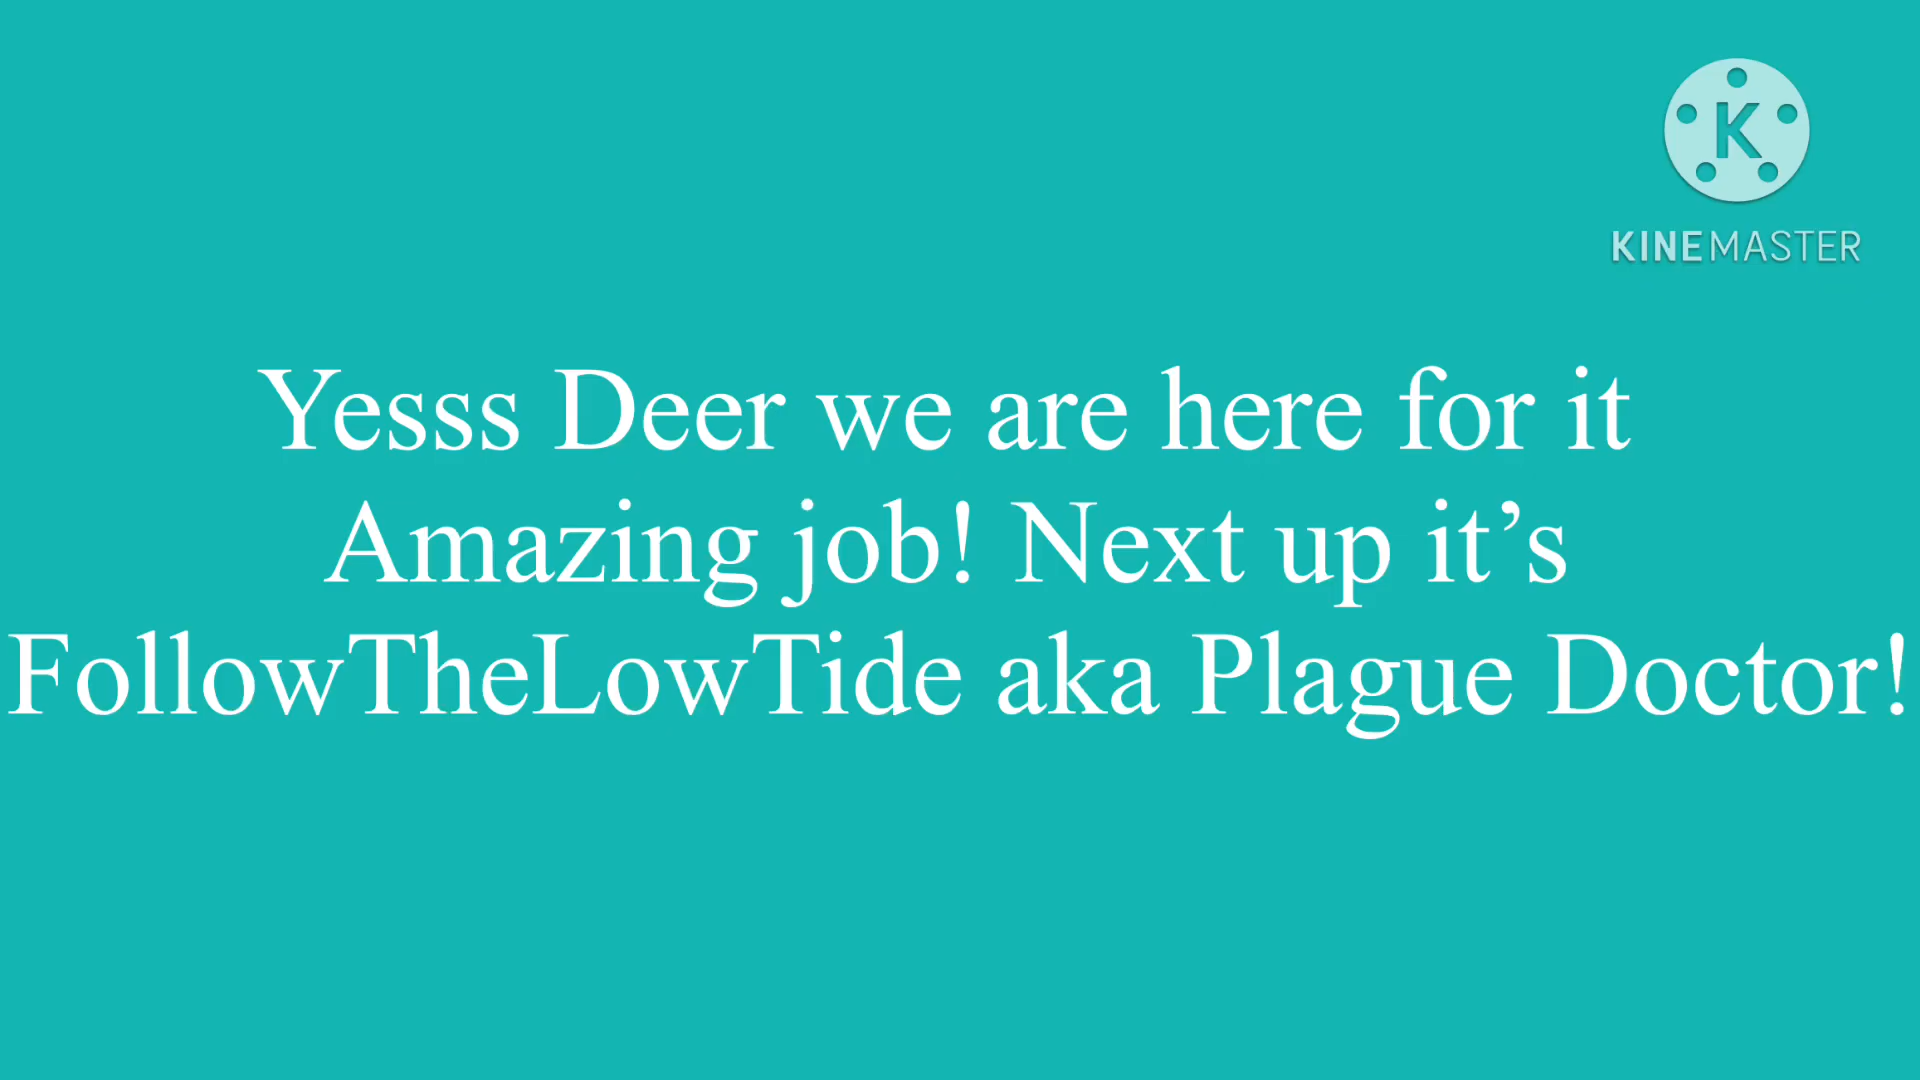 K
KINEMASTER
Yesss Deer we are here for it
Amazing job! Next up it’s
FollowTheLowTide aka Plague Doctor!